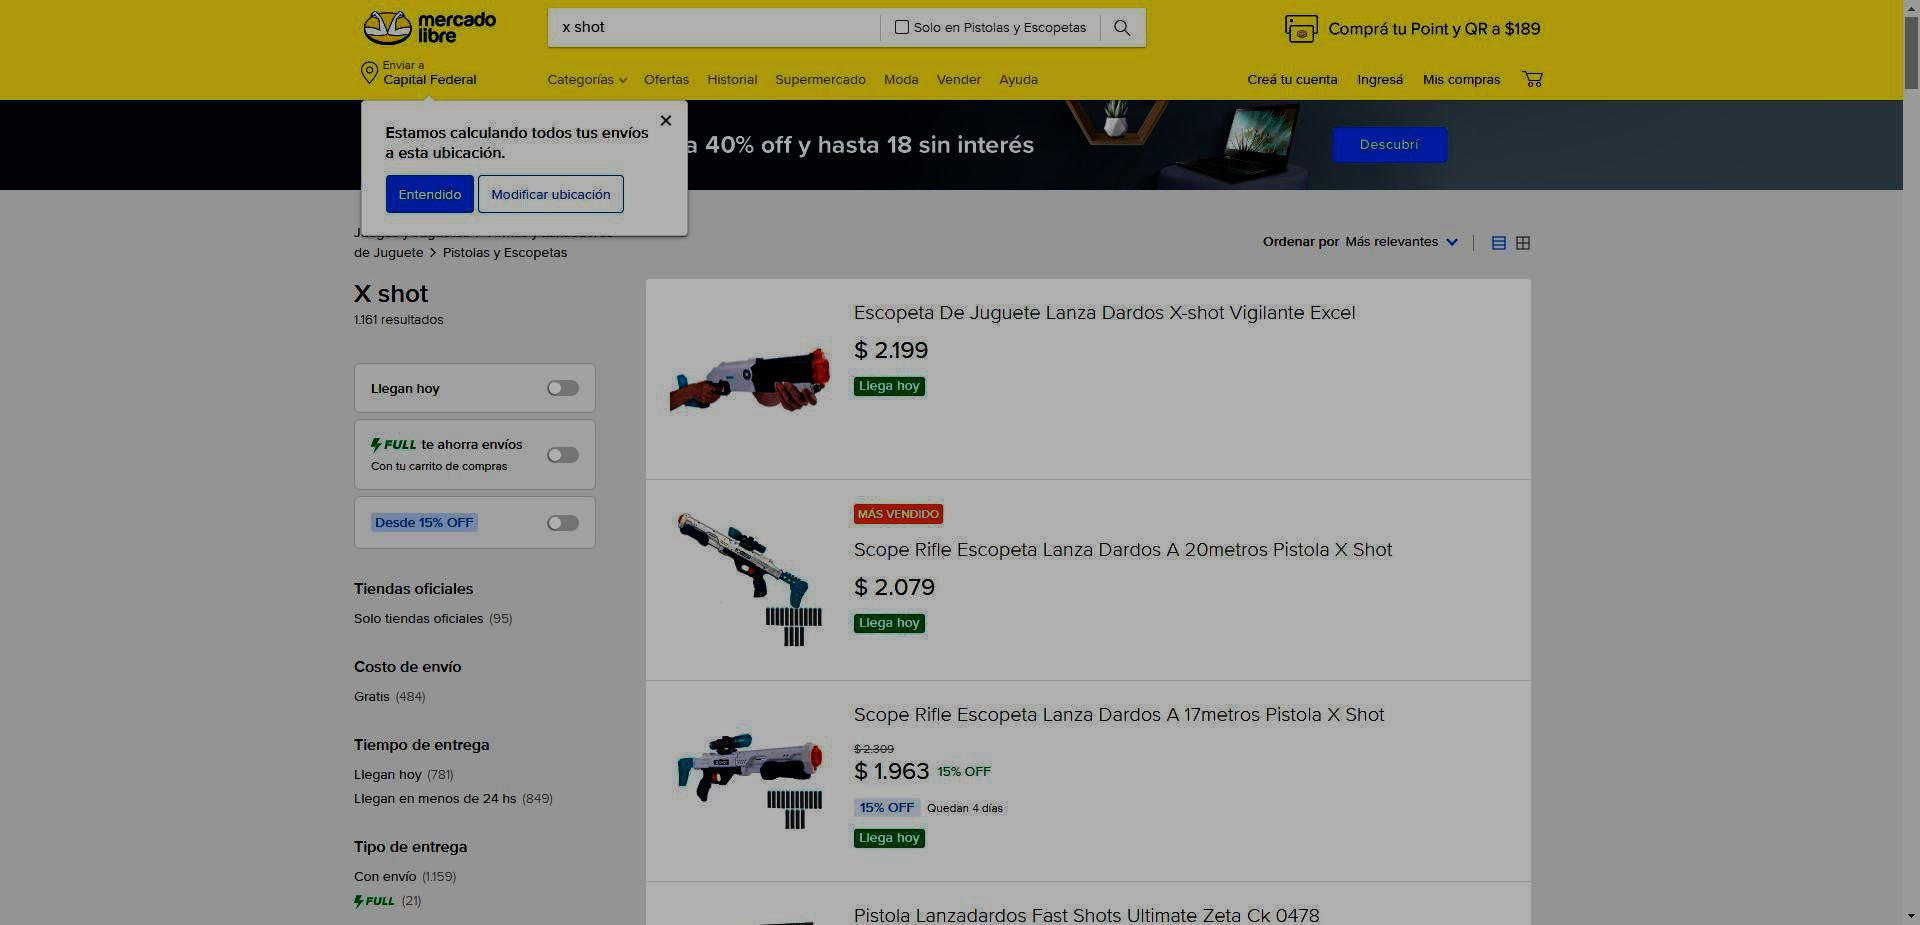 mercado
libre
x shot
Solo en Pistolas y Escopetas
Comprá tu Point y QR a $189
Enviar a
Capital Federal
Categorías
Ofertas
Historial
Supermercado
Moda
Vender
Ayuda
Creá tu cuenta
Ingresá
Mis compras
Estamos calculando todos tus envíos
a esta ubicación.
Entendido
Modificar ubicación
a 40% off y hasta 18 sin interés
Descubrí
de Juguete > Pistolas y Escopetas
Ordenar por Más relevantes
X shot
1.161 resultados
Llegan hoy
FULL te ahorra envíos
Con tu carrito de compras
Desde 15% OFF
Tiendas oficiales
Solo tiendas oficiales (95)
Costo de envío
Gratis (484)
Tiempo de entrega
Llegan hoy (781)
Llegan en menos de 24 hs (849)
Tipo de entrega
Con envío (1.159)
FULL (21)
Escopeta De Juguete Lanza Dardos X-shot Vigilante Excel
$ 2.199
Llega hoy
MÁS VENDIDO
Scope Rifle Escopeta Lanza Dardos A 20metros Pistola X Shot
$ 2.079
Llega hoy
Scope Rifle Escopeta Lanza Dardos A 17metros Pistola X Shot
$ 2.309
$ 1.963 15% OFF
15% OFF Quedan 4 días
Llega hoy
Pistola Lanzadardos Fast Shots Ultimate Zeta Ck 0478